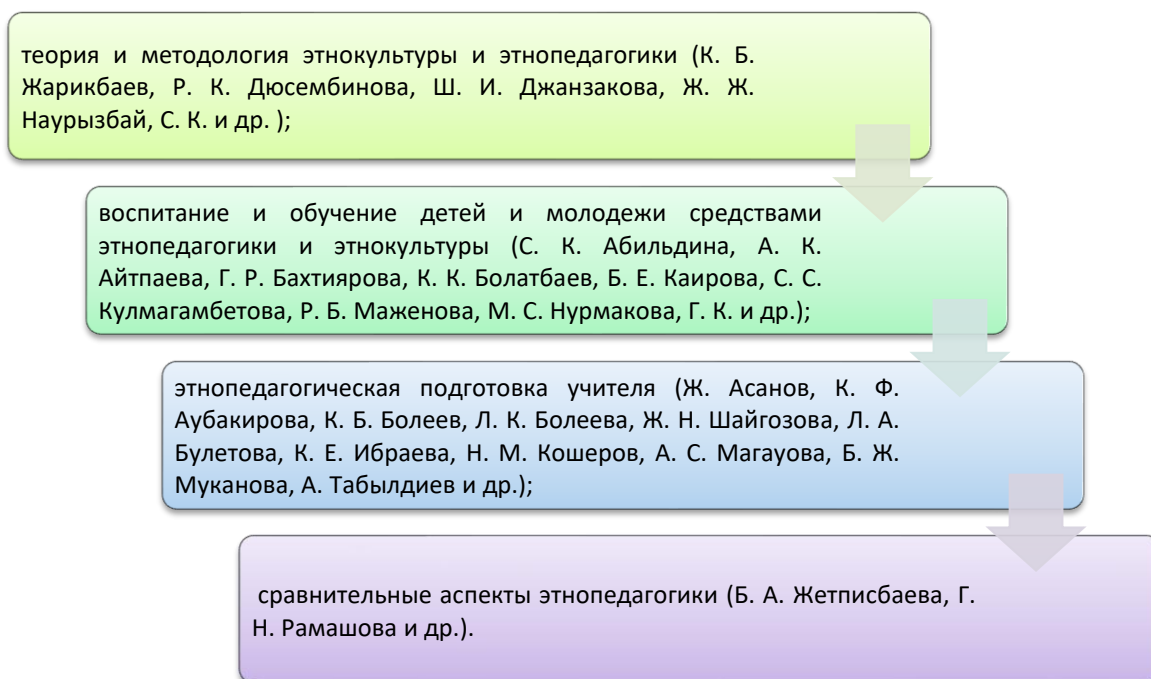 теория и методология этнокультуры и этнопедагогики (К. Б.
Жарикбаев, Р. К. Дюсембинова, Ш. И. Джанзакова, Ж. Ж.
Наурызбай, С. К. и др. );
воспитание и обучение детей и молодежи средствами
этнопедагогики и этнокультуры (С. К. Абильдина, А. К.
Айтпаева, Г. Р. Бахтиярова, К. К. Болатбаев, Б. Е. Каирова, С. С.
Кулмагамбетова, Р. Б. Маженова, М. С. Нурмакова, Г. К. и др.);
этнопедагогическая подготовка учителя (Ж. Асанов, К. Ф.
Аубакирова, К. Б. Болеев, Л. К. Болеева, Ж. Н. Шайгозова, Л. А.
Булетова, К. Е. Ибраева, Н. М. Кошеров, А. С. Магауова, Б. Ж.
Муканова, А. Табылдиев и др.);
сравнительные аспекты этнопедагогики (Б. А. Жетписбаева, Г.
Н. Рамашова и др.).